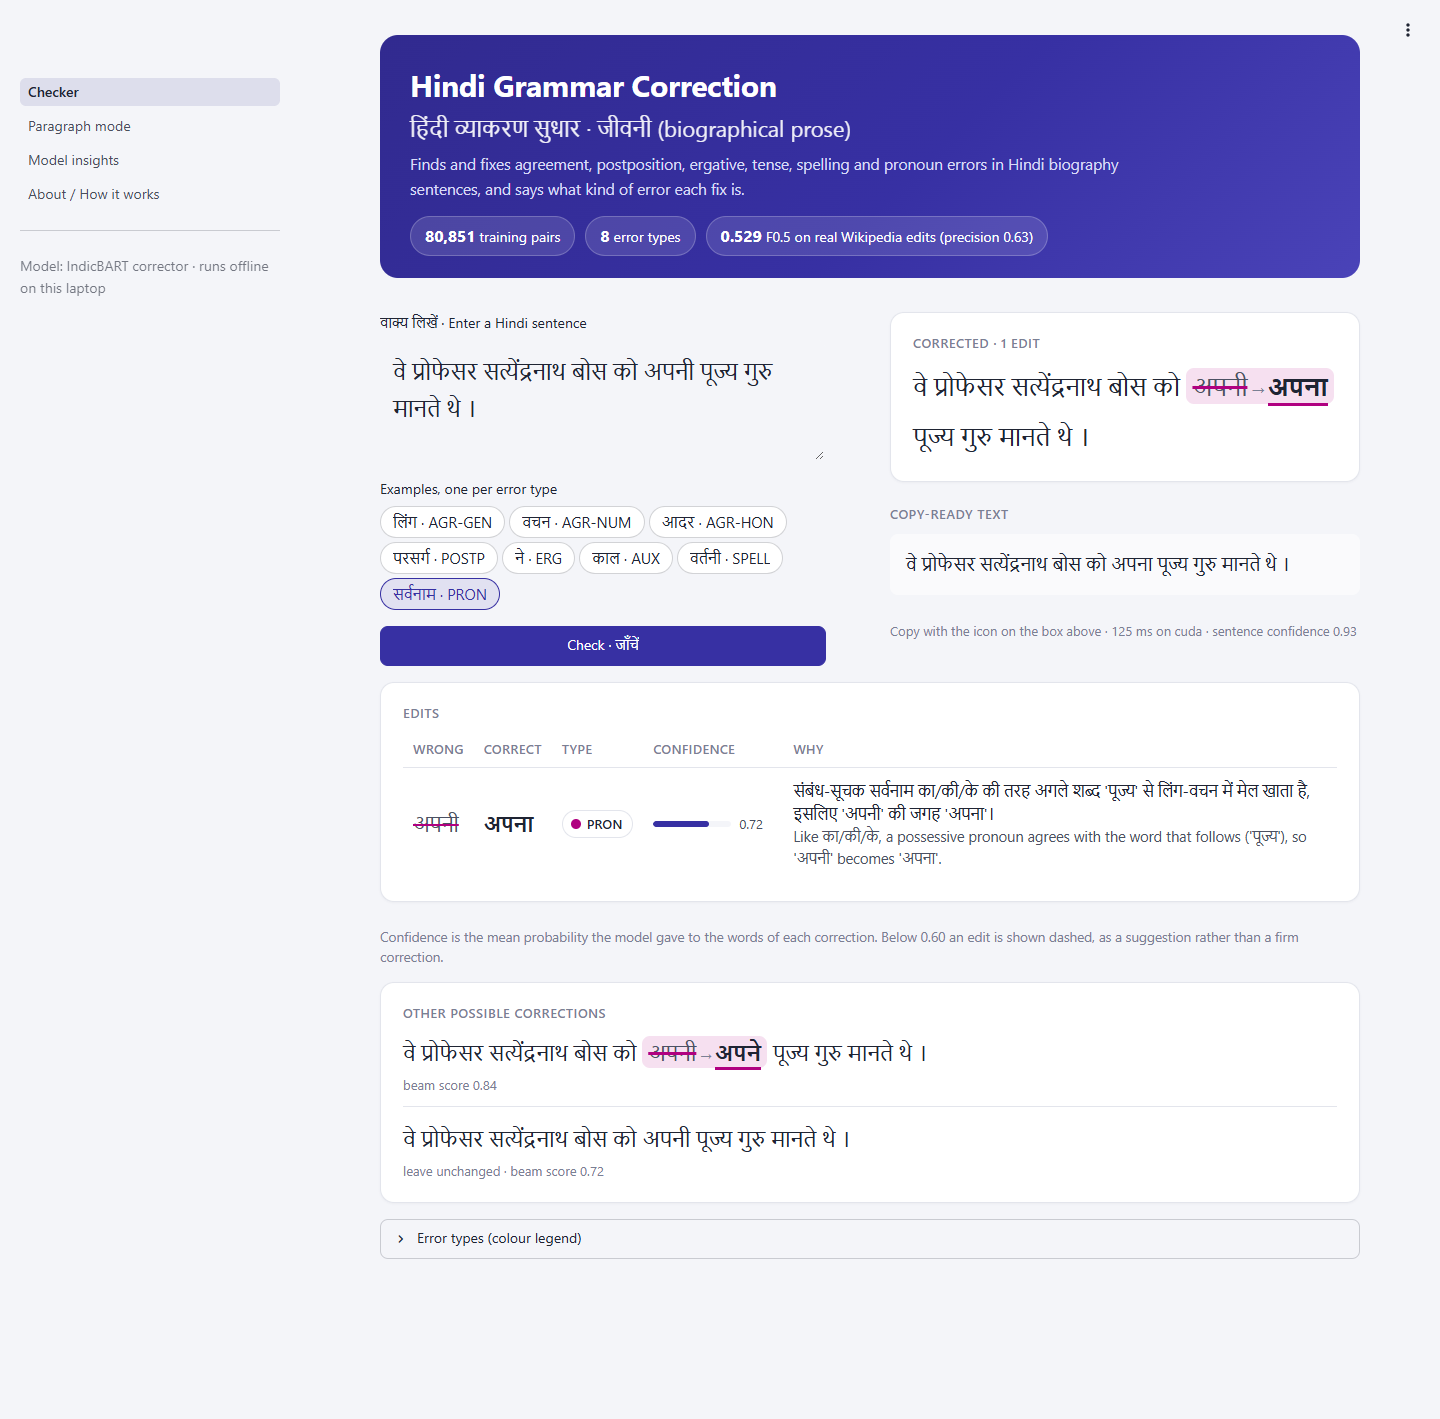 Checker
Paragraph mode
Model insights
About / How it works
Model: IndicBART corrector · runs offline
on this laptop
Hindi Grammar Correction
हिंदी व्याकरण सुधार · जीवनी (biographical prose)
Finds and fixes agreement, postposition, ergative, tense, spelling and pronoun errors in Hindi biography
sentences, and says what kind of error each fix is.
80,851 training pairs
8 error types
0.529 F0.5 on real Wikipedia edits (precision 0.63)
वाक्य लिखें · Enter a Hindi sentence
वे प्रोफेसर सत्येंद्रनाथ बोस को अपनी पूज्य गुरु
मानते थे ।
Examples, one per error type
लिंग · AGR-GEN
वचन · AGR-NUM
आदर · AGR-HON
परसर्ग · POSTP
ने · ERG
काल · AUX
वर्तनी · SPELL
सर्वनाम · PRON
Check · जाँचें
CORRECTED · 1 EDIT
वे प्रोफेसर सत्येंद्रनाथ बोस को अपनी → अपना
पूज्य गुरु मानते थे ।
COPY-READY TEXT
वे प्रोफेसर सत्येंद्रनाथ बोस को अपना पूज्य गुरु मानते थे ।
Copy with the icon on the box above · 125 ms on cuda · sentence confidence 0.93
EDITS
WRONG CORRECT TYPE CONFIDENCE WHY
अपनी अपना PRON 0.72
संबंध-सूचक सर्वनाम का/की/के की तरह अगले शब्द 'पूज्य' से लिंग-वचन में मेल खाता है,
इसलिए 'अपनी' की जगह 'अपना'।
Like का/की/के, a possessive pronoun agrees with the word that follows ('पूज्य'), so
'अपनी' becomes 'अपना'.
Confidence is the mean probability the model gave to the words of each correction. Below 0.60 an edit is shown dashed, as a suggestion rather than a firm
correction.
OTHER POSSIBLE CORRECTIONS
वे प्रोफेसर सत्येंद्रनाथ बोस को अपनी → अपने पूज्य गुरु मानते थे ।
beam score 0.84
वे प्रोफेसर सत्येंद्रनाथ बोस को अपनी पूज्य गुरु मानते थे ।
leave unchanged · beam score 0.72
Error types (colour legend)